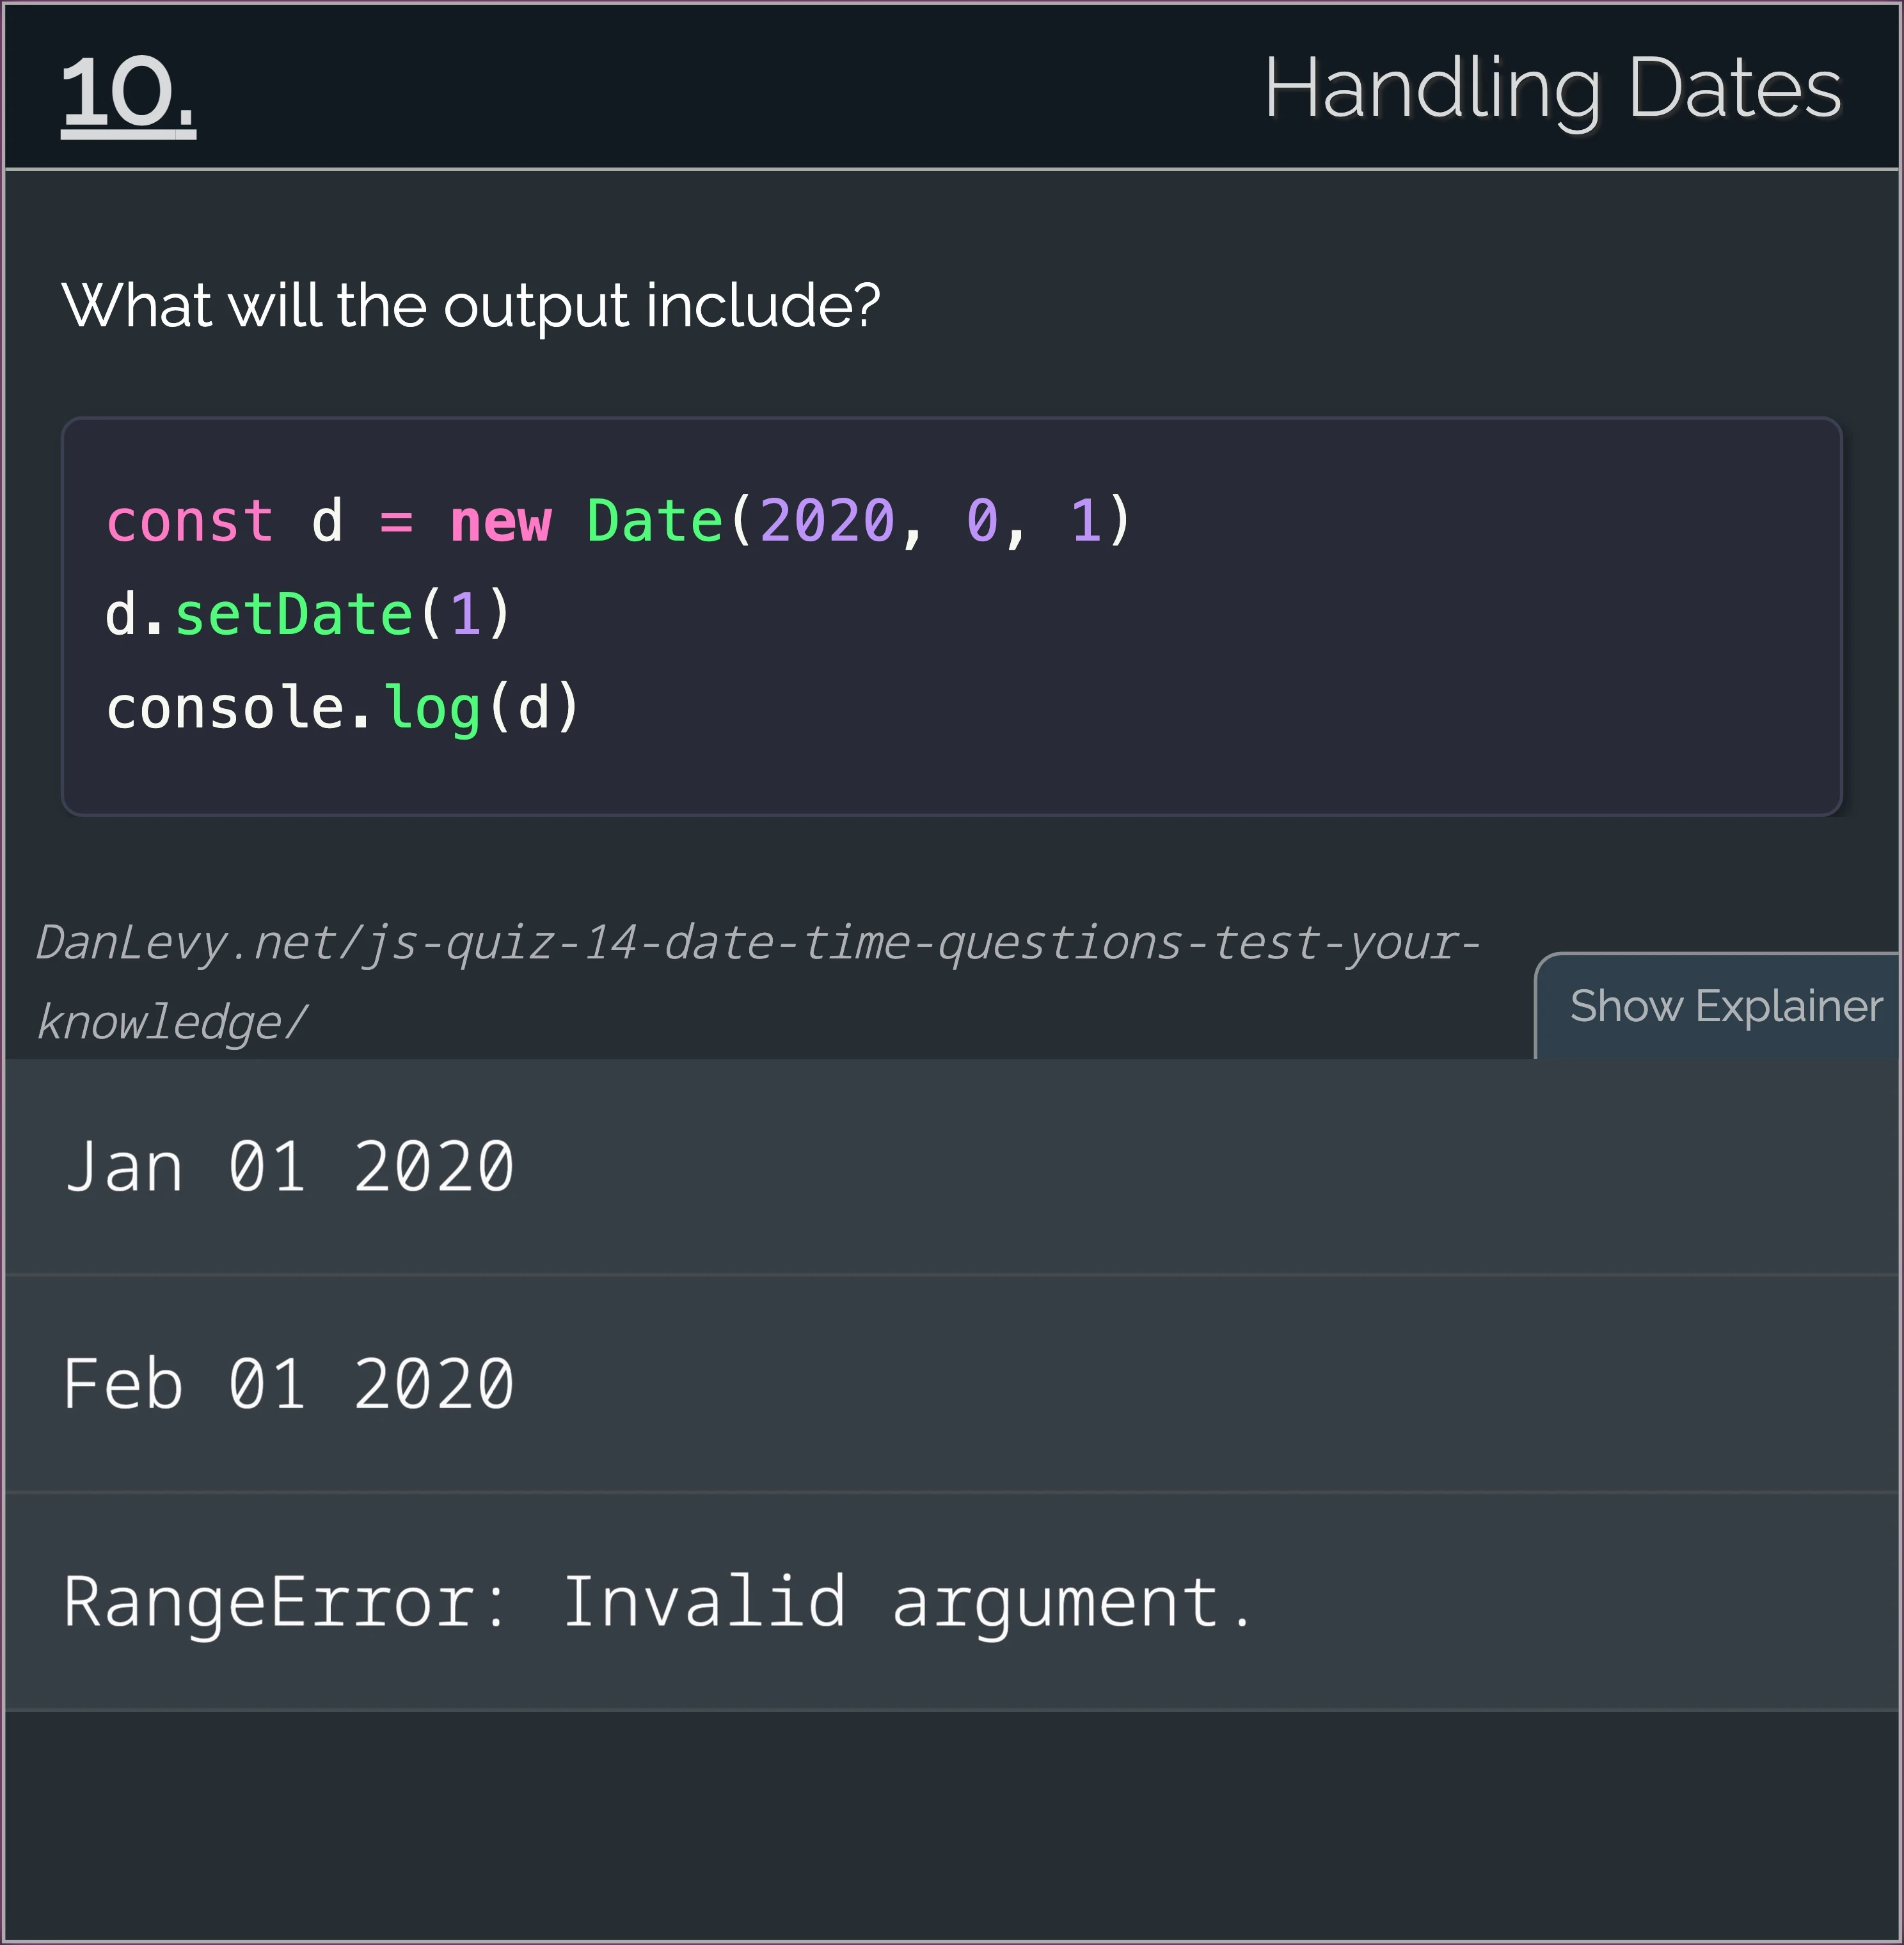 10.
Handling Dates
What will the output include?
const d = new Date(2020, 0, 1)
d.setDate(1)
console.log(d)
DanLevy.net/js-quiz-14-date-time-questions-test-your-
knowledge/
Show Explainer
Jan 01 2020
Feb 01 2020
RangeError: Invalid argument.